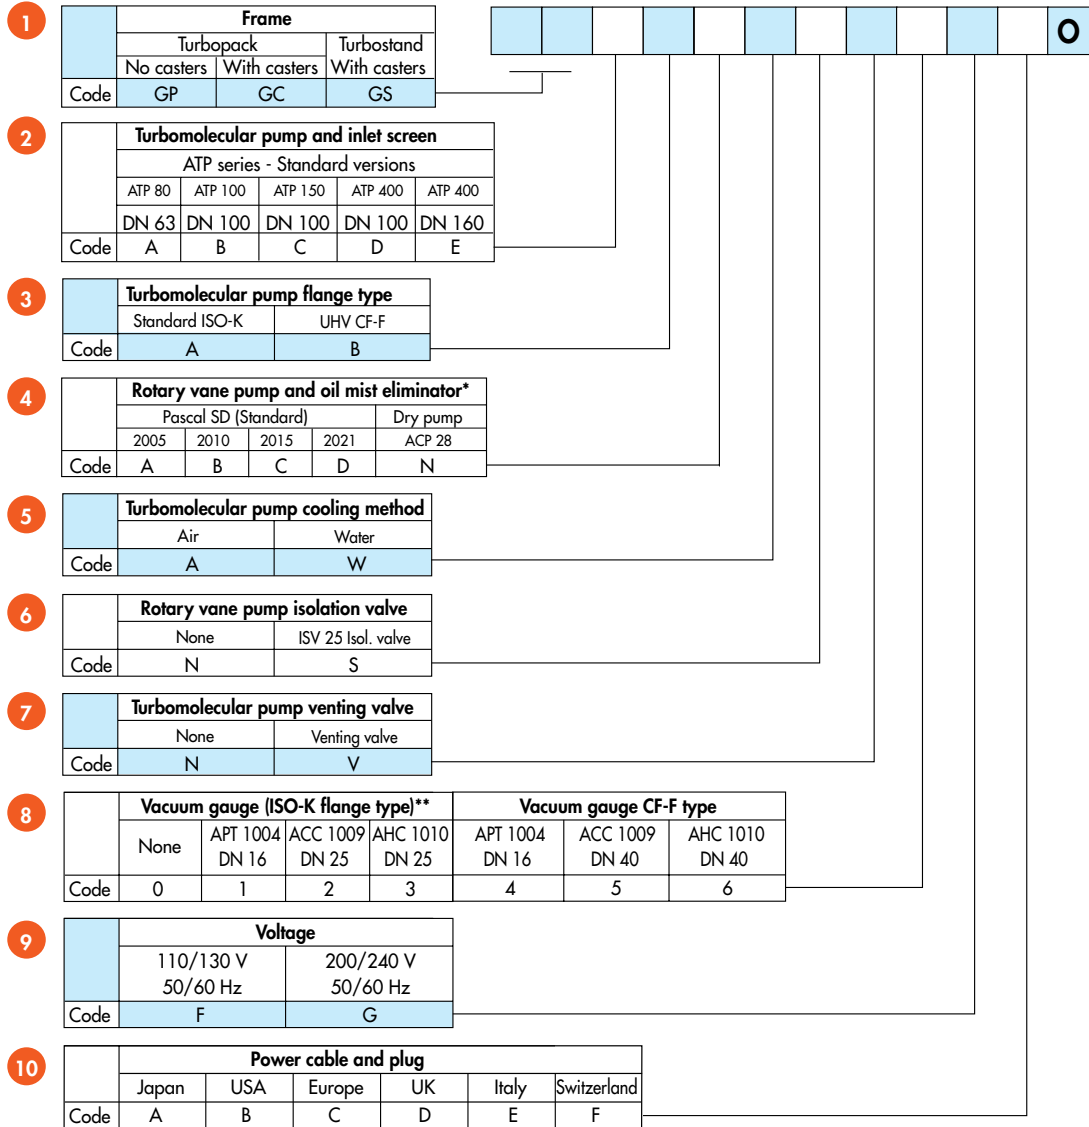 1
Frame
Turbopack Turbostand
No casters With casters With casters
Code GP GC GS
O
2
Turbomolecular pump and inlet screen
ATP series - Standard versions
ATP 80 ATP 100 ATP 150 ATP 400 ATP 400
DN 63 DN 100 DN 100 DN 100 DN 160
Code A B C D E
3
Turbomolecular pump flange type
Standard ISO-K UHV CF-F
Code A B
4
Rotary vane pump and oil mist eliminator*
Pascal SD (Standard) Dry pump
2005 2010 2015 2021 ACP 28
Code A B C D N
5
Turbomolecular pump cooling method
Air Water
Code A W
6
Rotary vane pump isolation valve
None ISV 25 Isol. valve
Code N S
7
Turbomolecular pump venting valve
None Venting valve
Code N V
8
Vacuum gauge (ISO-K flange type)** Vacuum gauge CF-F type
None APT 1004 ACC 1009 AHC 1010 APT 1004 ACC 1009 AHC 1010
DN 16 DN 25 DN 25 DN 16 DN 40 DN 40
Code 0 1 2 3 4 5 6
9
Voltage
110/130 V 200/240 V
50/60 Hz 50/60 Hz
Code F G
10
Power cable and plug
Japan USA Europe UK Italy Switzerland
Code A B C D E F